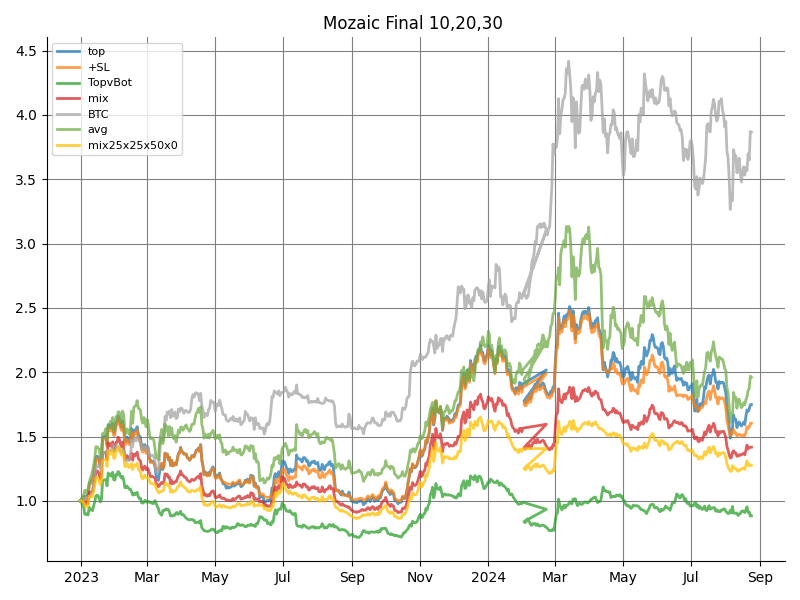 Mozaic Final 10,20,30
top
+SL
TopvBot
mix
BTC
avg
mix25x25x50x0
4.5
4.0
3.5
3.0
2.5
2.0
1.5
1.0
2023 Mar May Jul Sep Nov 2024 Mar May Jul Sep